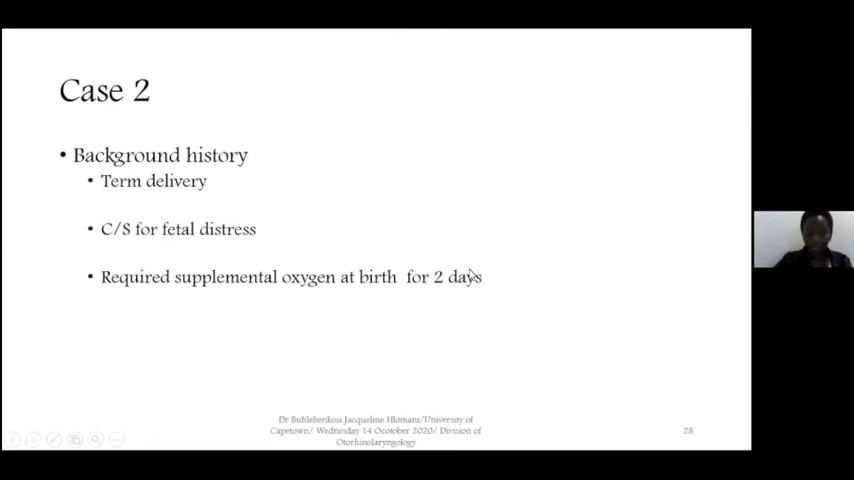 Case 2
• Background history
• Term delivery
• C/S for fetal distress
• Required supplemental oxygen at birth for 2 days
Dr Buhlebenkosi Jacqueline Hlomani/University of
Capetown/ Wednesday 14 Ocotober 2020/ Division of
Otorhinolaryngology
28